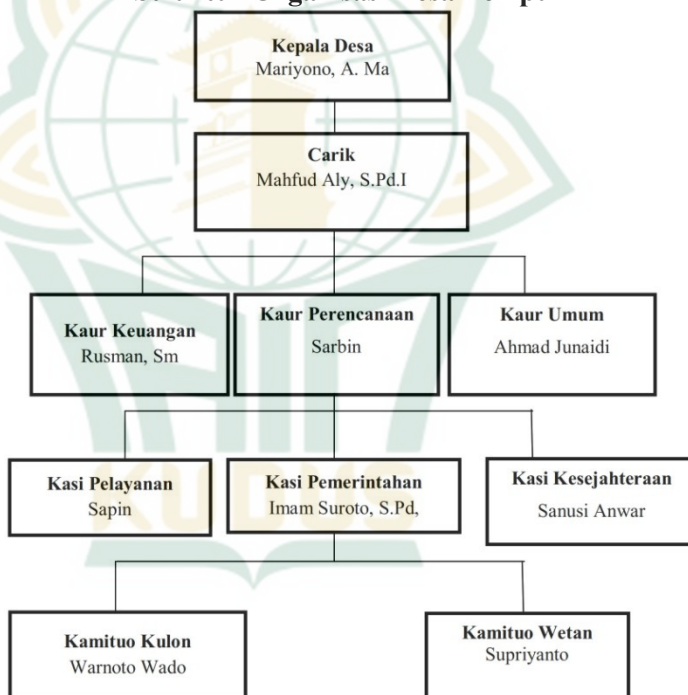 Kepala Desa
Mariyono, A. Ma
Carik
Mahfud Aly, S.Pd.I
Kaur Keuangan
Rusman, Sm
Kaur Perencanaan
Sarbin
Kaur Umum
Ahmad Junaidi
Kasi Pelayanan
Sapin
Kasi Pemerintahan
Imam Suroto, S.Pd,
Kasi Kesejahteraan
Sanusi Anwar
KUDUS
Kamituo Kulon
Warnoto Wado
Kamituo Wetan
Supriyanto